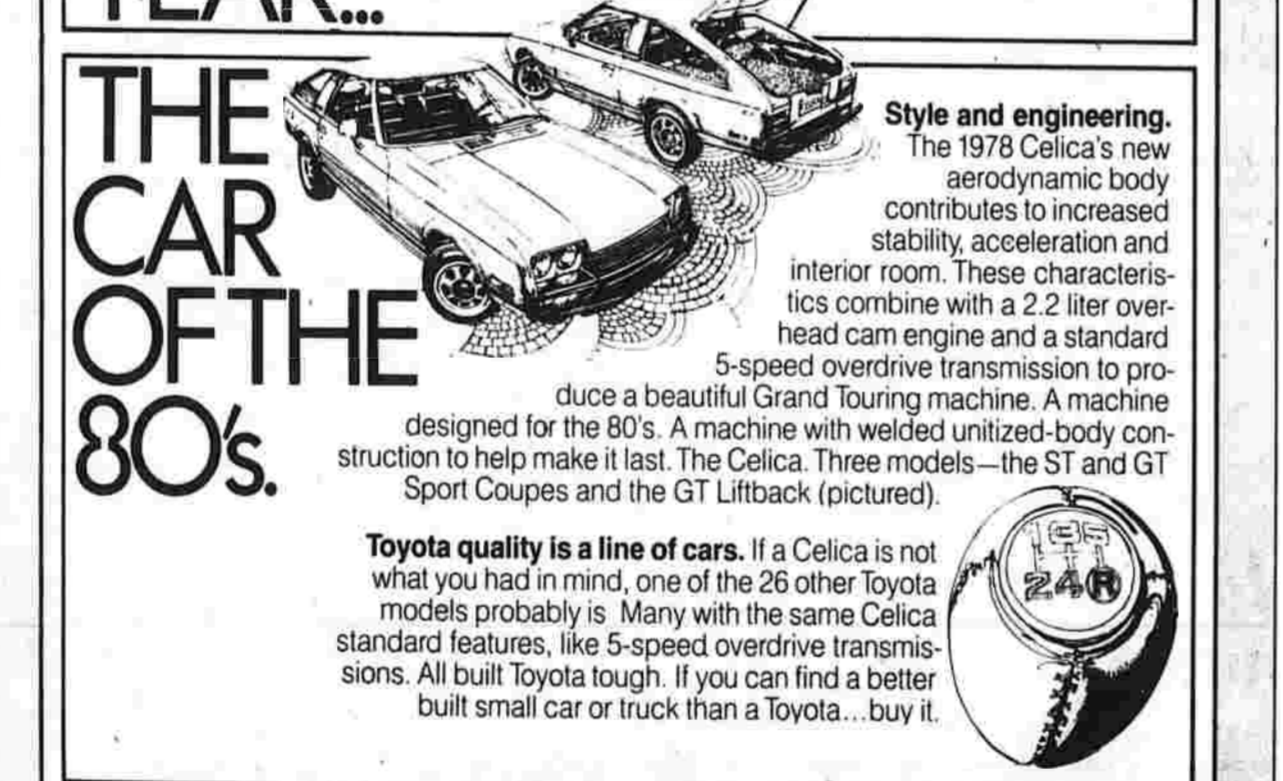 YEAR...
THE
CAR
OF THE
80's.
Style and engineering.
The 1978 Celica's new
aerodynamic body
contributes to increased
stability, acceleration and
interior room. These characteris-
tics combine with a 2.2 liter over-
head cam engine and a standard
5-speed overdrive transmission to pro-
duce a beautiful Grand Touring machine. A machine
designed for the 80's. A machine with welded unitized-body con-
struction to help make it last. The Celica. Three models—the ST and GT
Sport Coupes and the GT Liftback (pictured).
Toyota quality is a line of cars. If a Celica is not
what you had in mind, one of the 26 other Toyota
models probably is Many with the same Celica
standard features, like 5-speed overdrive transmis-
sions. All built Toyota tough. If you can find a better
built small car or truck than a Toyota...buy it.
1 3 5
2 4 R